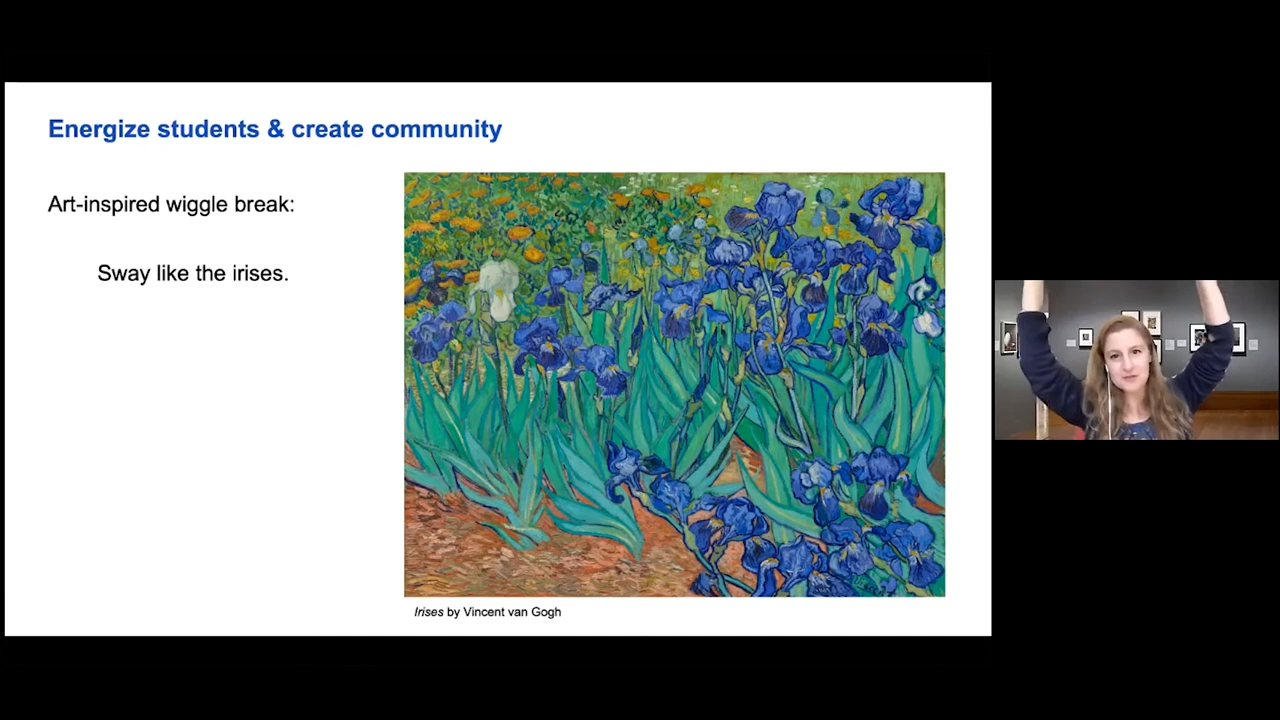 Energize students & create community
Art-inspired wiggle break:
Sway like the irises.
Irises by Vincent van Gogh